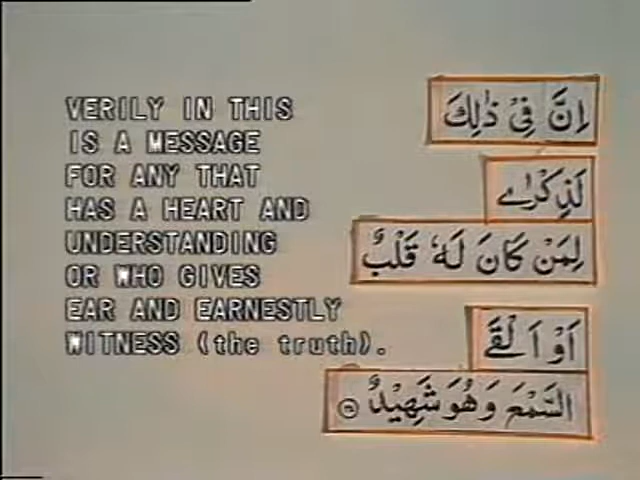 VERILY IN THIS
IS A MESSAGE
FOR ANY THAT
HAS A HEART AND
UNDERSTANDING
OR WHO GIVES
EAR AND EARNESTLY
WITNESS (the truth).
اِنَّ فِیْ ذٰلِكَ
لَذِكْرٰے
لِمَنْ كَانَ لَهٗ قَلْبٌ
اَوْ اَلْقَے
السَّمْعَ وَهُوَ شَهِيْدٌ